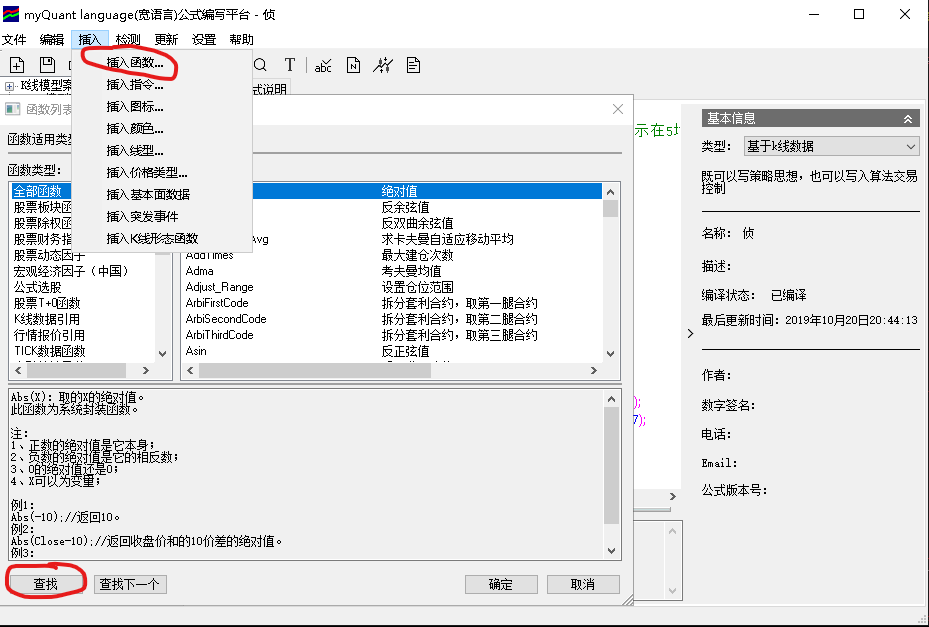 myQuant language(宽语言)公式编写平台 - 侦
文件 编辑 插入 检测 更新 设置 帮助
T abc N
K线模型案
式说明
插入函数...
插入指令...
插入图标...
插入颜色...
插入线型...
插入价格类型...
插入基本面数据
插入突发事件
插入K线形态函数
函数列表
函数适用类型
函数类型:
全部函数
股票板块函
股票除权函
股票财务指
股票动态因子
宏观经济因子（中国）
公式选股
股票T+0函数
K线数据引用
行情报价引用
TICK数据函数
绝对值
反余弦值
反双曲余弦值
Avg 求卡夫曼自适应移动平均
AddTimes 最大建仓次数
Adma 考夫曼均值
Adjust_Range 设置仓位范围
ArbiFirstCode 拆分套利合约，取第一腿合约
ArbiSecondCode 拆分套利合约，取第二腿合约
ArbiThirdCode 拆分套利合约，取第三腿合约
Asin 反正弦值
Abs(X): 取的X的绝对值。
此函数为系统封装函数。
注:
1、正数的绝对值是它本身;
2、负数的绝对值是它的相反数;
3、0的绝对值还是0;
4、X可以为变量;
例1:
Abs(-10);//返回10。
例2:
Abs(Close-10);//返回收盘价和的10价差的绝对值。
例3:
查找 查找下一个 确定 取消
示在5
);
7);
基本信息
类型: 基于k线数据
既可以写策略思想，也可以写入算法交易
控制
名称: 侦
描述:
编译状态: 已编译
最后更新时间: 2019年10月20日20:44:13
作者:
数字签名:
电话:
Email:
公式版本号: